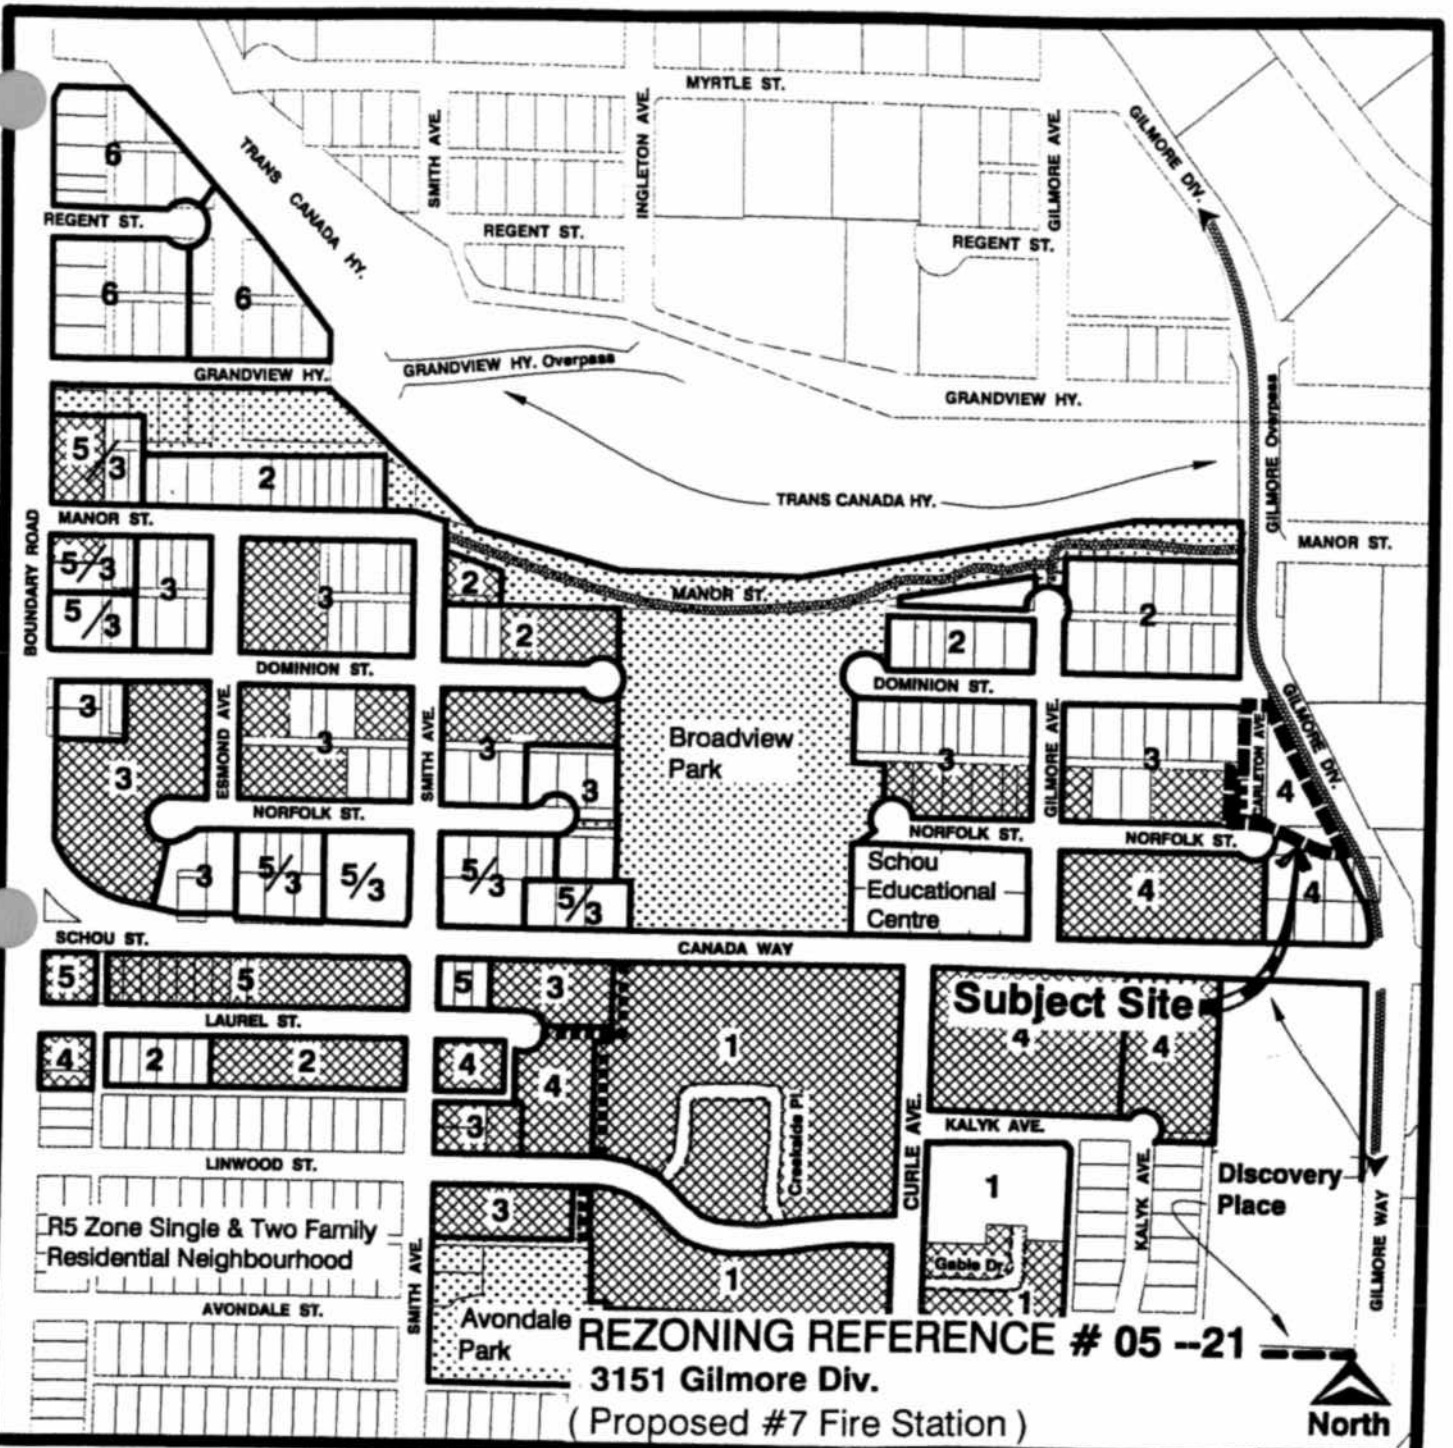 MYRTLE ST.
GILMORE DIV.
SMITH AVE.
INGLETON AVE.
GILMORE AVE.
TRANS CANADA HY.
6
REGENT ST.
REGENT ST.
REGENT ST.
6
6
GRANDVIEW HY.
GRANDVIEW HY. Overpass
GRANDVIEW HY.
GILMORE Overpass
5/3
2
TRANS CANADA HY.
MANOR ST.
MANOR ST.
BOUNDARY ROAD
5/3
3
3
2
MANOR ST.
2
5/3
2
2
DOMINION ST.
DOMINION ST.
3
ESMOND AVE.
3
SMITH AVE.
3
Broadview
Park
3
GILMORE AVE.
3
CARLETON AVE.
4
GILMORE DIV.
3
3
NORFOLK ST.
NORFOLK ST.
NORFOLK ST.
3
5/3
5/3
5/3
5/3
Schou
Educational
Centre
4
4
SCHOU ST.
CANADA WAY
5
5
5
3
Subject Site
LAUREL ST.
1
4
4
4
2
2
4
4
Creekside Pl.
CURLE AVE.
KALYK AVE.
3
LINWOOD ST.
1
KALYK AVE.
Discovery
Place
GILMORE WAY
3
R5 Zone Single & Two Family
Residential Neighbourhood
SMITH AVE.
1
Gable Dr.
1
AVONDALE ST.
Avondale
Park
REZONING REFERENCE # 05 --21
3151 Gilmore Div.
( Proposed #7 Fire Station )
North